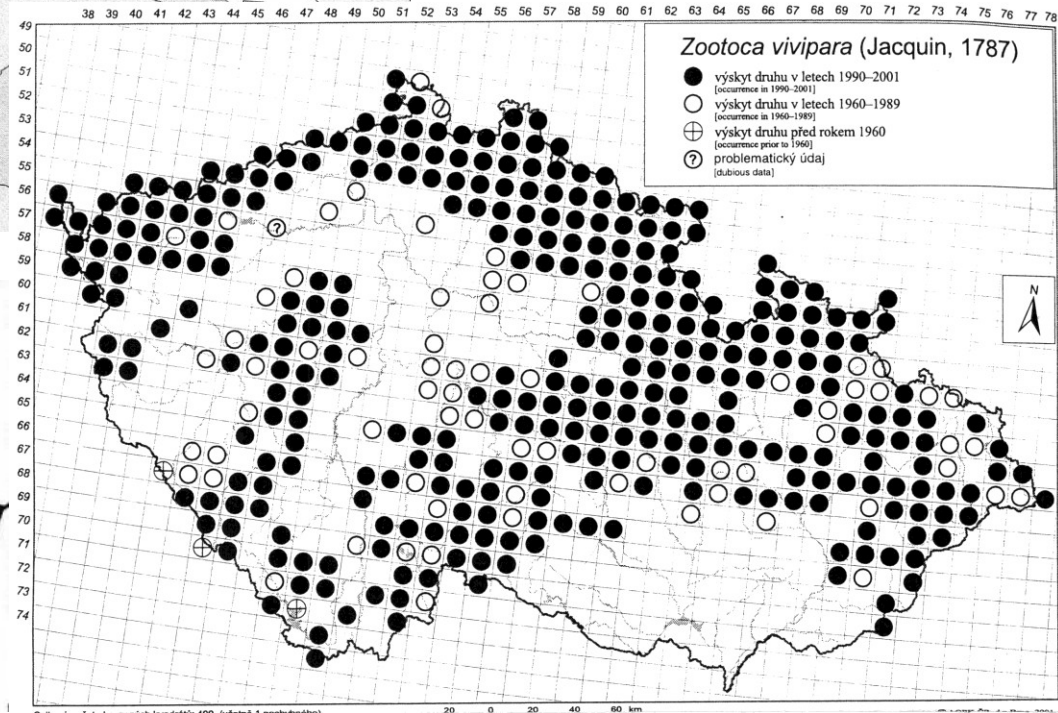 38 39 40 41 42 43 44 45 46 47 48 49 50 51 52 53 54 55 56 57 58 59 60 61 62 63 64 65 66 67 68 69 70 71 72 73 74 75 76 77 78
49
50
51
52
53
54
55
56
57
58
59
60
61
62
63
64
65
66
67
68
69
70
71
72
73
74
Zootoca vivipara (Jacquin, 1787)
výskyt druhu v letech 1990–2001
[occurrence in 1990–2001]
výskyt druhu v letech 1960–1989
[occurrence in 1960–1989]
výskyt druhu před rokem 1960
[occurrence prior to 1960]
? problematický údaj
[dubious data]
?
N
20 0 20 40 60 km